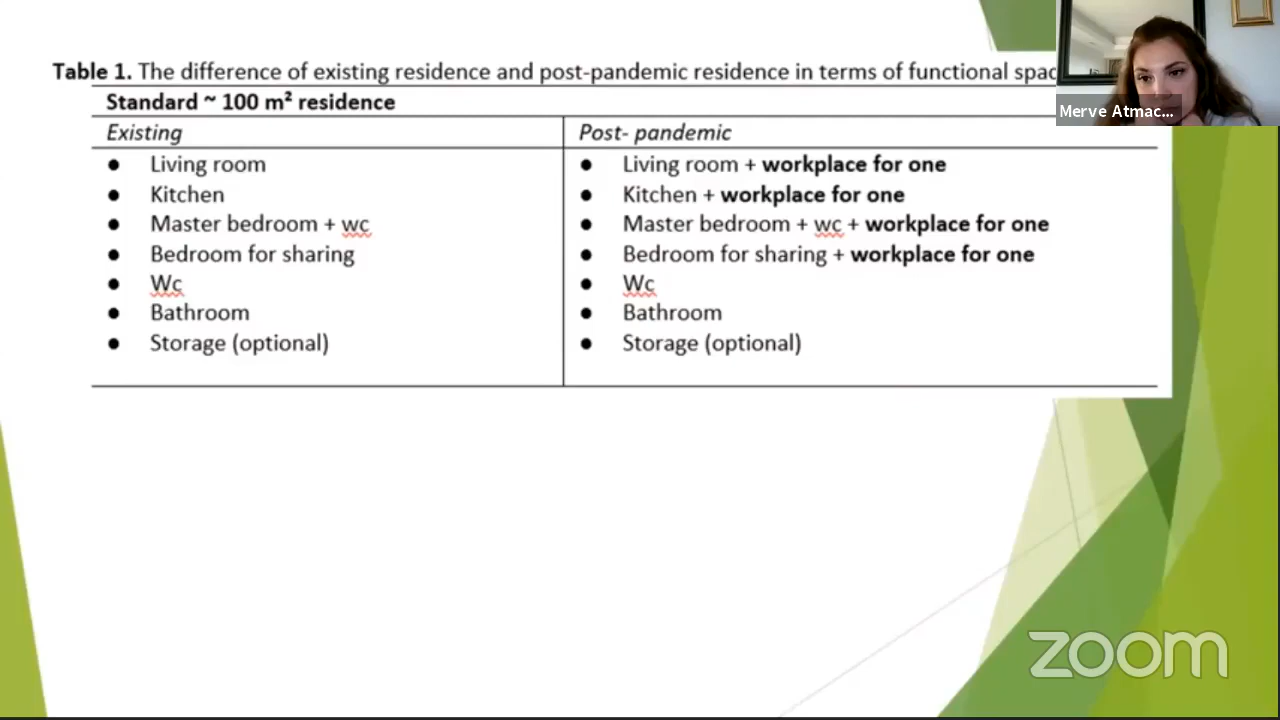 Table 1. The difference of existing residence and post-pandemic residence in terms of functional
Standard ~ 100 m² residence
Existing
Post- pandemic
● Living room
● Kitchen
● Master bedroom + wc
● Bedroom for sharing
● Wc
● Bathroom
● Storage (optional)
● Living room + workplace for one
● Kitchen + workplace for one
● Master bedroom + wc + workplace for one
● Bedroom for sharing + workplace for one
● Wc
● Bathroom
● Storage (optional)
Merve Atmac...
zoom